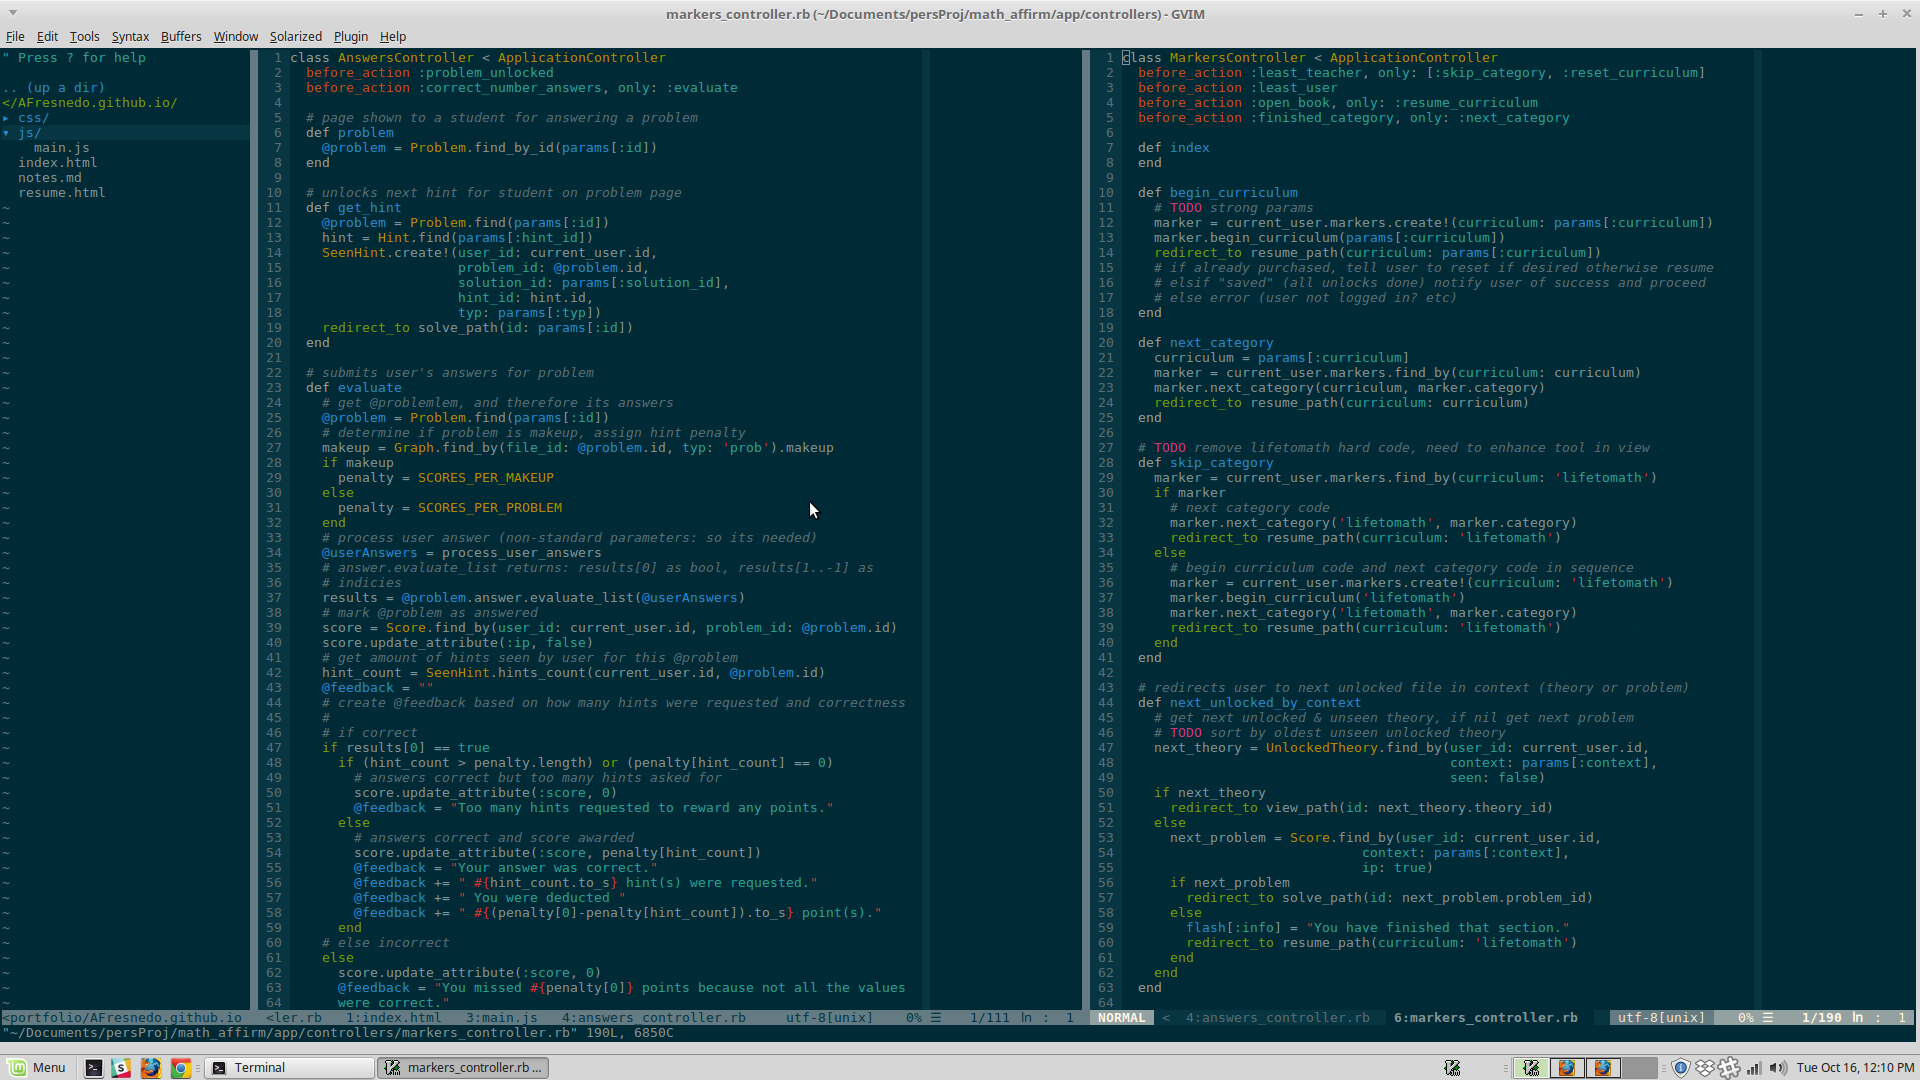 markers_controller.rb (~/Documents/persProj/math_affirm/app/controllers) - GVIM
File Edit Tools Syntax Buffers Window Solarized Plugin Help
" Press ? for help
.. (up a dir)
</AFresnedo.github.io/
▸ css/
▾ js/
main.js
index.html
notes.md
resume.html
1 class AnswersController < ApplicationController
2 before_action :problem_unlocked
3 before_action :correct_number_answers, only: :evaluate
4
5 # page shown to a student for answering a problem
6 def problem
7 @problem = Problem.find_by_id(params[:id])
8 end
9
10 # unlocks next hint for student on problem page
11 def get_hint
12 @problem = Problem.find(params[:id])
13 hint = Hint.find(params[:hint_id])
14 SeenHint.create!(user_id: current_user.id,
15 problem_id: @problem.id,
16 solution_id: params[:solution_id],
17 hint_id: hint.id,
18 typ: params[:typ])
19 redirect_to solve_path(id: params[:id])
20 end
21
22 # submits user's answers for problem
23 def evaluate
24 # get @problemlem, and therefore its answers
25 @problem = Problem.find(params[:id])
26 # determine if problem is makeup, assign hint penalty
27 makeup = Graph.find_by(file_id: @problem.id, typ: 'prob').makeup
28 if makeup
29 penalty = SCORES_PER_MAKEUP
30 else
31 penalty = SCORES_PER_PROBLEM
32 end
33 # process user answer (non-standard parameters: so its needed)
34 @userAnswers = process_user_answers
35 # answer.evaluate_list returns: results[0] as bool, results[1..-1] as
36 # indicies
37 results = @problem.answer.evaluate_list(@userAnswers)
38 # mark @problem as answered
39 score = Score.find_by(user_id: current_user.id, problem_id: @problem.id)
40 score.update_attribute(:ip, false)
41 # get amount of hints seen by user for this @problem
42 hint_count = SeenHint.hints_count(current_user.id, @problem.id)
43 @feedback = ""
44 # create @feedback based on how many hints were requested and correctness
45 #
46 # if correct
47 if results[0] == true
48 if (hint_count > penalty.length) or (penalty[hint_count] == 0)
49 # answers correct but too many hints asked for
50 score.update_attribute(:score, 0)
51 @feedback = "Too many hints requested to reward any points."
52 else
53 # answers correct and score awarded
54 score.update_attribute(:score, penalty[hint_count])
55 @feedback = "Your answer was correct."
56 @feedback += " #{hint_count.to_s} hint(s) were requested."
57 @feedback += " You were deducted "
58 @feedback += " #{(penalty[0]-penalty[hint_count]).to_s} point(s)."
59 end
60 # else incorrect
61 else
62 score.update_attribute(:score, 0)
63 @feedback = "You missed #{penalty[0]} points because not all the values
64 were correct."
1 class MarkersController < ApplicationController
2 before_action :least_teacher, only: [:skip_category, :reset_curriculum]
3 before_action :least_user
4 before_action :open_book, only: :resume_curriculum
5 before_action :finished_category, only: :next_category
6
7 def index
8 end
9
10 def begin_curriculum
11 # TODO strong params
12 marker = current_user.markers.create!(curriculum: params[:curriculum])
13 marker.begin_curriculum(params[:curriculum])
14 redirect_to resume_path(curriculum: params[:curriculum])
15 # if already purchased, tell user to reset if desired otherwise resume
16 # elsif "saved" (all unlocks done) notify user of success and proceed
17 # else error (user not logged in? etc)
18 end
19
20 def next_category
21 curriculum = params[:curriculum]
22 marker = current_user.markers.find_by(curriculum: curriculum)
23 marker.next_category(curriculum, marker.category)
24 redirect_to resume_path(curriculum: curriculum)
25 end
26
27 # TODO remove lifetomath hard code, need to enhance tool in view
28 def skip_category
29 marker = current_user.markers.find_by(curriculum: 'lifetomath')
30 if marker
31 # next category code
32 marker.next_category('lifetomath', marker.category)
33 redirect_to resume_path(curriculum: 'lifetomath')
34 else
35 # begin curriculum code and next category code in sequence
36 marker = current_user.markers.create!(curriculum: 'lifetomath')
37 marker.begin_curriculum('lifetomath')
38 marker.next_category('lifetomath', marker.category)
39 redirect_to resume_path(curriculum: 'lifetomath')
40 end
41 end
42
43 # redirects user to next unlocked file in context (theory or problem)
44 def next_unlocked_by_context
45 # get next unlocked & unseen theory, if nil get next problem
46 # TODO sort by oldest unseen unlocked theory
47 next_theory = UnlockedTheory.find_by(user_id: current_user.id,
48 context: params[:context],
49 seen: false)
50 if next_theory
51 redirect_to view_path(id: next_theory.theory_id)
52 else
53 next_problem = Score.find_by(user_id: current_user.id,
54 context: params[:context],
55 ip: true)
56 if next_problem
57 redirect_to solve_path(id: next_problem.problem_id)
58 else
59 flash[:info] = "You have finished that section."
60 redirect_to resume_path(curriculum: 'lifetomath')
61 end
62 end
63 end
64
<portfolio/AFresnedo.github.io <ler.rb 1:index.html 3:main.js 4:answers_controller.rb utf-8[unix] 0% ☰ 1/111 ln : 1 NORMAL < 4:answers_controller.rb 6:markers_controller.rb utf-8[unix] 0% ☰ 1/190 ln : 1
"~/Documents/persProj/math_affirm/app/controllers/markers_controller.rb" 190L, 6850C
Menu Terminal markers_controller.rb ... Tue Oct 16, 12:10 PM